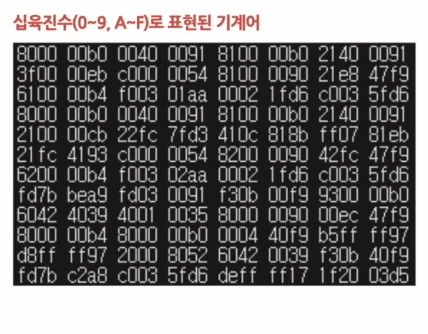 십육진수(0~9, A~F)로 표현된 기계어
8000 00b0 0040 0091 8100 00b0 2140 0091
3f00 00eb c000 0054 8100 0090 21e8 47f9
6100 00b4 f003 01aa 0002 1fd6 c003 5fd6
8000 00b0 0040 0091 8100 00b0 2140 0091
2100 00cb 22fc 7fd3 410c 818b ff07 81eb
21fc 4193 c000 0054 8200 0090 42fc 47f9
6200 00b4 f003 02aa 0002 1fd6 c003 5fd6
fd7b bea9 fd03 0091 f30b 00f9 9300 00b0
6042 4039 4001 0035 8000 0090 00ec 47f9
8000 00b4 8000 00b0 0004 40f9 b5ff ff97
d8ff ff97 2000 8052 6042 0039 f30b 40f9
fd7b c2a8 c003 5fd6 deff ff17 1f20 03d5